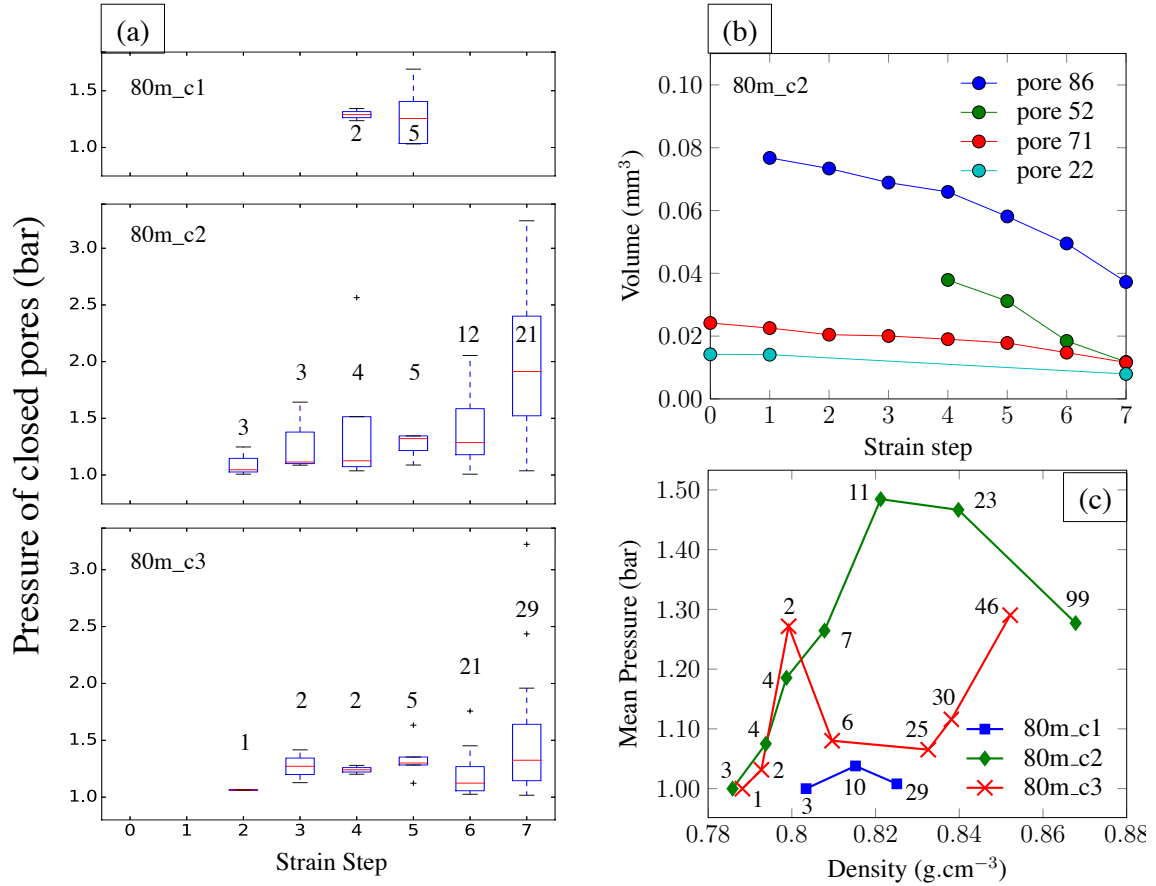 (a)
80m_c1
1.5
1.0
2
5
80m_c2
3.0
2.5
2.0
1.5
1.0
3
3
4
5
12
21
80m_c3
3.0
2.5
2.0
1.5
1.0
1
2
2
5
21
29
0 1 2 3 4 5 6 7
Strain Step
Pressure of closed pores (bar)
(b)
80m_c2
pore 86
pore 52
pore 71
pore 22
0.10
0.08
0.06
0.04
0.02
0.00
Volume (mm³)
0 1 2 3 4 5 6 7
Strain step
(c)
1.50
1.40
1.30
1.20
1.10
1.00
Mean Pressure (bar)
11
23
99
2
46
7
4
4
6
25
30
3
2
1
3
10
29
80m_c1
80m_c2
80m_c3
0.78 0.8 0.82 0.84 0.86 0.88
Density (g.cm⁻³)